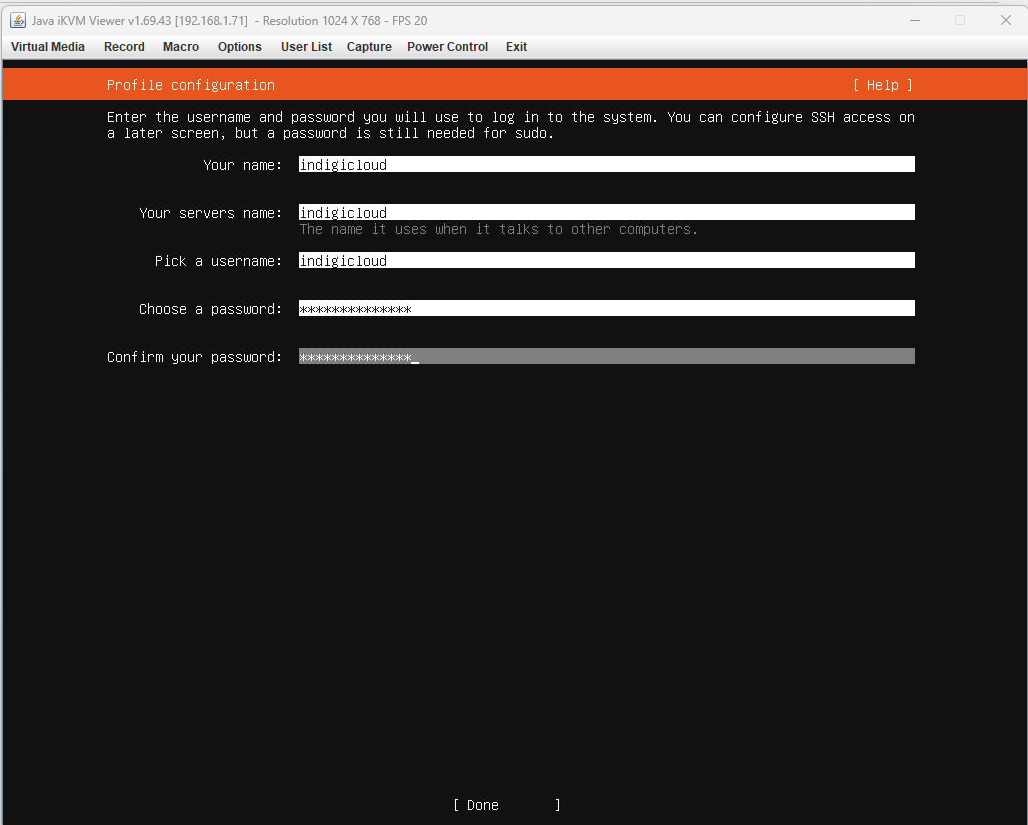 Java iKVM Viewer v1.69.43 [192.168.1.71] - Resolution 1024 X 768 - FPS 20
Virtual Media Record Macro Options User List Capture Power Control Exit
Profile configuration [ Help ]
Enter the username and password you will use to log in to the system. You can configure SSH access on
a later screen, but a password is still needed for sudo.
Your name: indigicloud
Your servers name: indigicloud
The name it uses when it talks to other computers.
Pick a username: indigicloud
Choose a password: **************
Confirm your password: **************_
[ Done ]